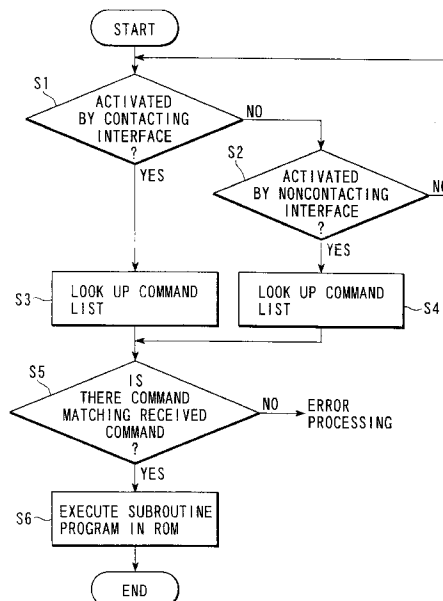 START
S1
ACTIVATED
BY CONTACTING
INTERFACE
?
NO
YES
S2
ACTIVATED
BY NONCONTACTING
INTERFACE
?
NO
YES
S3
LOOK UP COMMAND
LIST
LOOK UP COMMAND
LIST
S4
S5
IS
THERE COMMAND
MATCHING RECEIVED
COMMAND
?
NO
ERROR
PROCESSING
YES
S6
EXECUTE SUBROUTINE
PROGRAM IN ROM
END